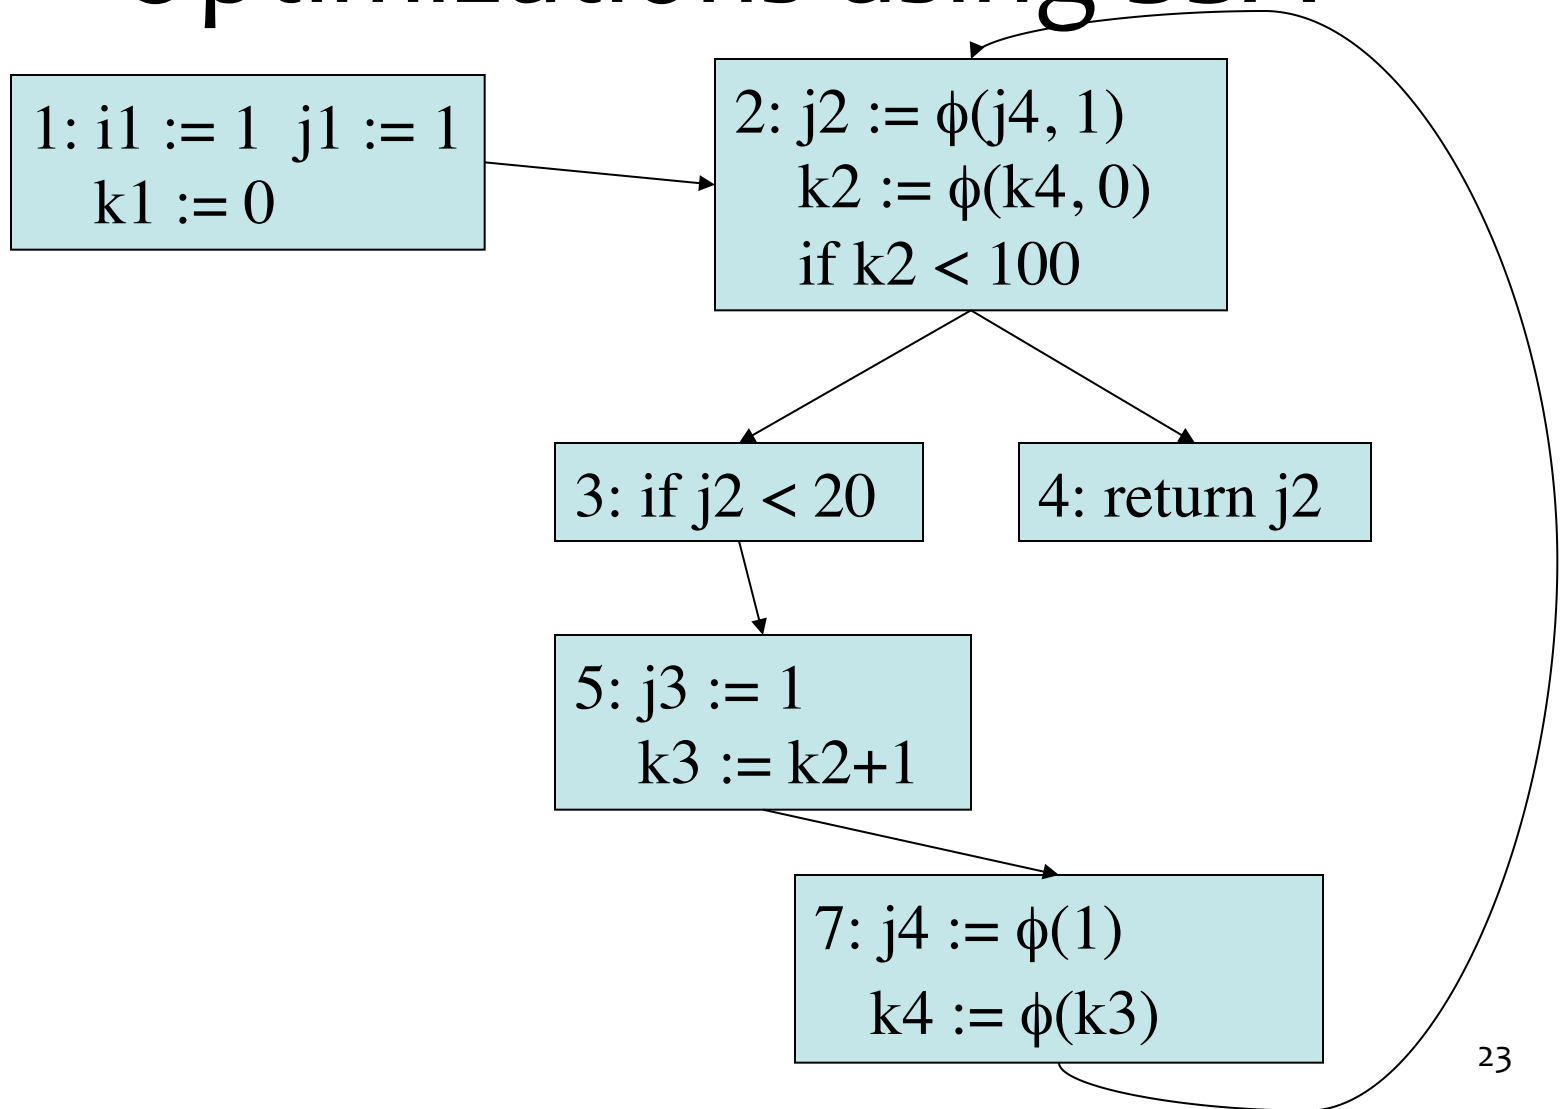 1: i1 := 1 j1 := 1
k1 := 0
2: j2 := ϕ(j4, 1)
k2 := ϕ(k4, 0)
if k2 < 100
3: if j2 < 20
4: return j2
5: j3 := 1
k3 := k2+1
7: j4 := ϕ(1)
k4 := ϕ(k3)
23